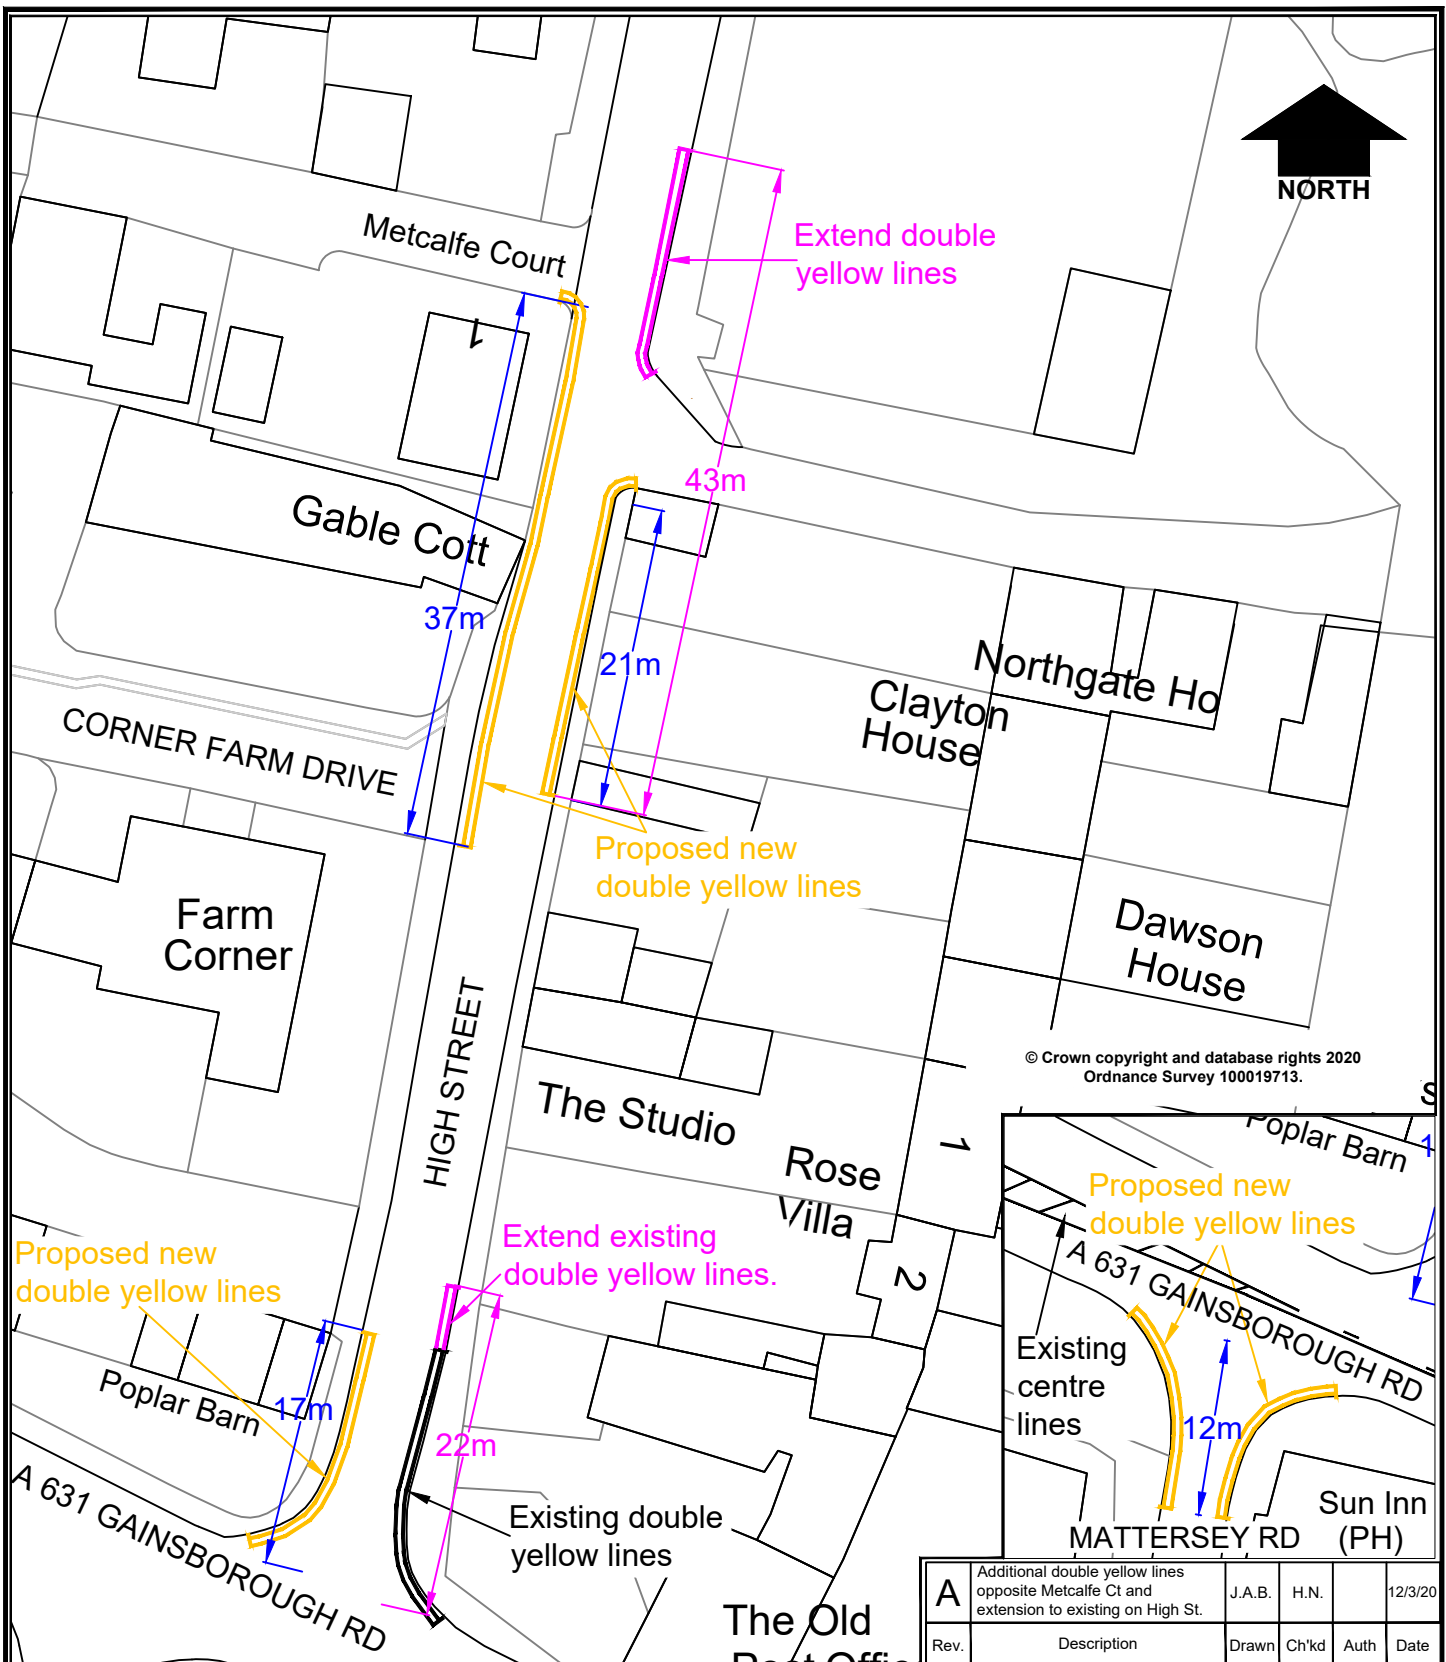 NORTH
Metcalfe Court
Extend double
yellow lines
1
43m
Gable Cott
37m
21m
Northgate Ho
Clayton
House
CORNER FARM DRIVE
Proposed new
double yellow lines
Farm
Corner
Dawson
House
HIGH STREET
© Crown copyright and database rights 2020
Ordnance Survey 100019713.
The Studio
Rose
Villa
1
2
Extend existing
double yellow lines.
Proposed new
double yellow lines
17m
Poplar Barn
22m
A 631 GAINSBOROUGH RD
Existing double
yellow lines
The Old
Poplar Barn
Proposed new
double yellow lines
A 631 GAINSBOROUGH RD
Existing
centre
lines
12m
MATTERSEY RD
Sun Inn
(PH)
A Additional double yellow lines opposite Metcalfe Ct and extension to existing on High St. J.A.B. H.N. 12/3/20
Rev. Description Drawn Ch'kd Auth Date